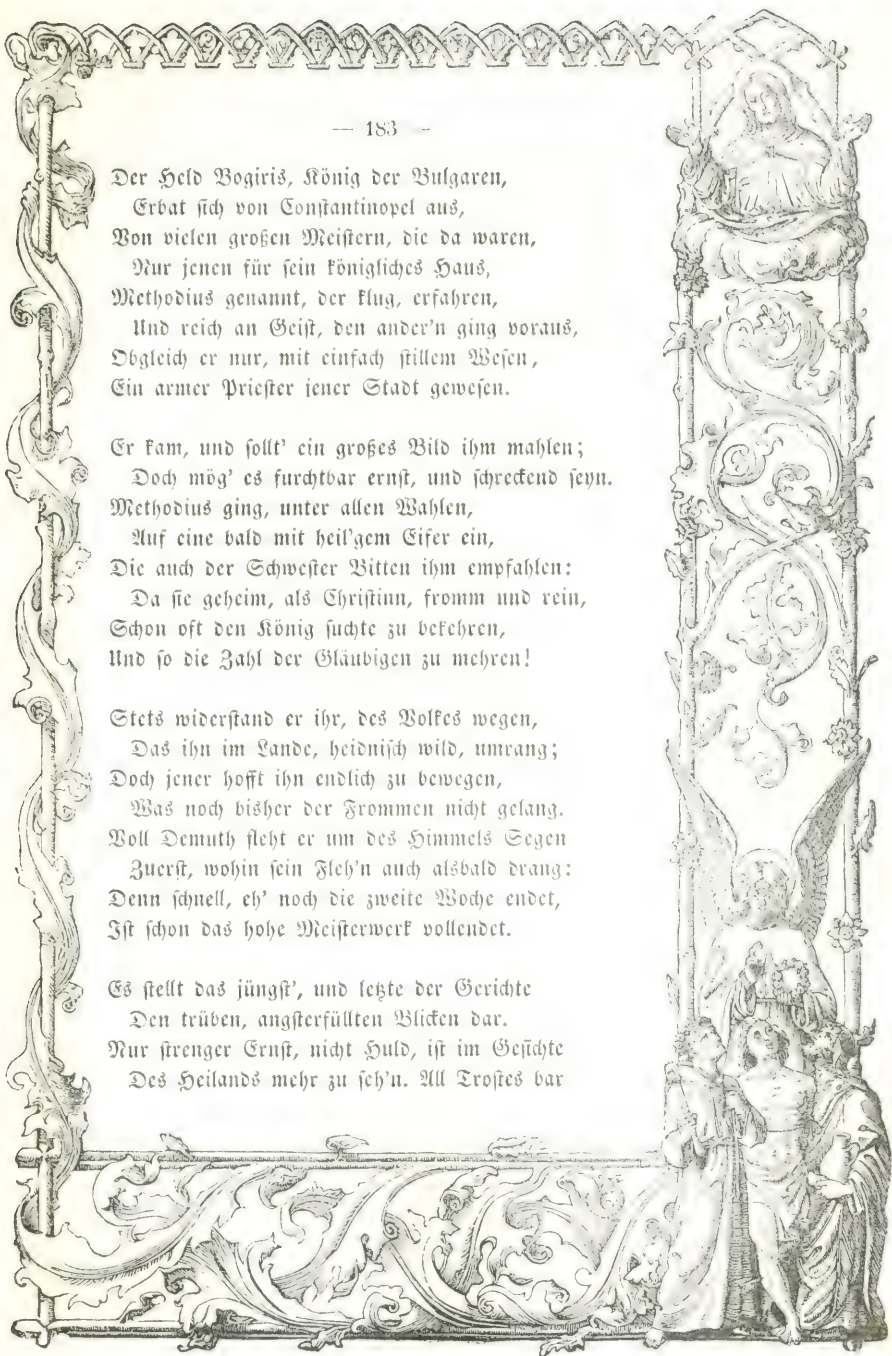 — 183 –
Der Held Bogiris, König der Bulgaren,
Erbat sich von Constantinopel aus,
Von vielen großen Meistern, die da waren,
Nur jenen für sein königliches Haus,
Methodius genannt, der klug, erfahren,
Und reich an Geist, den ander'n ging voraus,
Obgleich er nur, mit einfach stillem Wesen,
Ein armer Priester jener Stadt gewesen.
Er kam, und sollt' ein großes Bild ihm mahlen;
Doch mög' es furchtbar ernst, und schreckend seyn.
Methodius ging, unter allen Wahlen,
Auf eine bald mit heil'gem Eifer ein,
Die auch der Schwester Bitten ihm empfahlen:
Da sie geheim, als Christinn, fromm und rein,
Schon oft den König suchte zu bekehren,
Und so die Zahl der Gläubigen zu mehren!
Stets widerstand er ihr, des Volkes wegen,
Das ihn im Lande, heidnisch wild, umrang;
Doch jener hofft ihn endlich zu bewegen,
Was noch bisher der Frommen nicht gelang.
Voll Demuth fleht er um des Himmels Segen
Zuerst, wohin sein Fleh'n auch alsbald drang:
Denn schnell, eh' noch die zweite Woche endet,
Ist schon das hohe Meisterwerk vollendet.
Es stellt das jüngst', und letzte der Gerichte
Den trüben, angsterfüllten Blicken dar.
Nur strenger Ernst, nicht Huld, ist im Gesichte
Des Heilands mehr zu seh'n. All Trostes bar